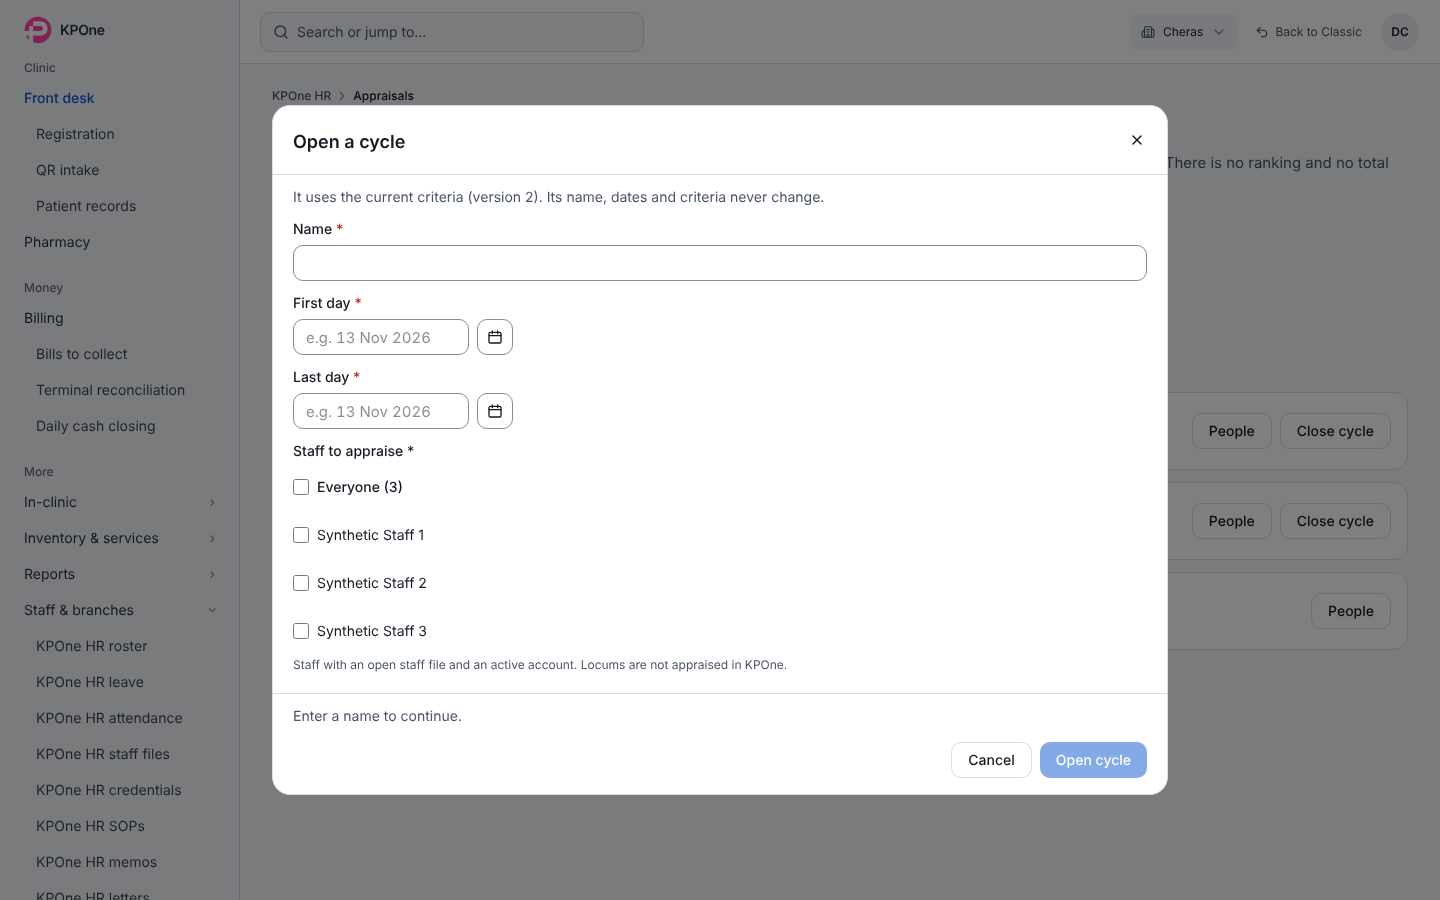 KPOne
Search or jump to...
Cheras
Back to Classic
DC
Clinic
Front desk
Registration
QR intake
Patient records
Pharmacy
Money
Billing
Bills to collect
Terminal reconciliation
Daily cash closing
More
In-clinic
Inventory & services
Reports
Staff & branches
KPOne HR roster
KPOne HR leave
KPOne HR attendance
KPOne HR staff files
KPOne HR credentials
KPOne HR SOPs
KPOne HR memos
KPOne HR letters
KPOne HR > Appraisals
There is no ranking and no total
People
Close cycle
People
Close cycle
People
Open a cycle
It uses the current criteria (version 2). Its name, dates and criteria never change.
Name *
First day *
e.g. 13 Nov 2026
Last day *
e.g. 13 Nov 2026
Staff to appraise *
Everyone (3)
Synthetic Staff 1
Synthetic Staff 2
Synthetic Staff 3
Staff with an open staff file and an active account. Locums are not appraised in KPOne.
Enter a name to continue.
Cancel
Open cycle